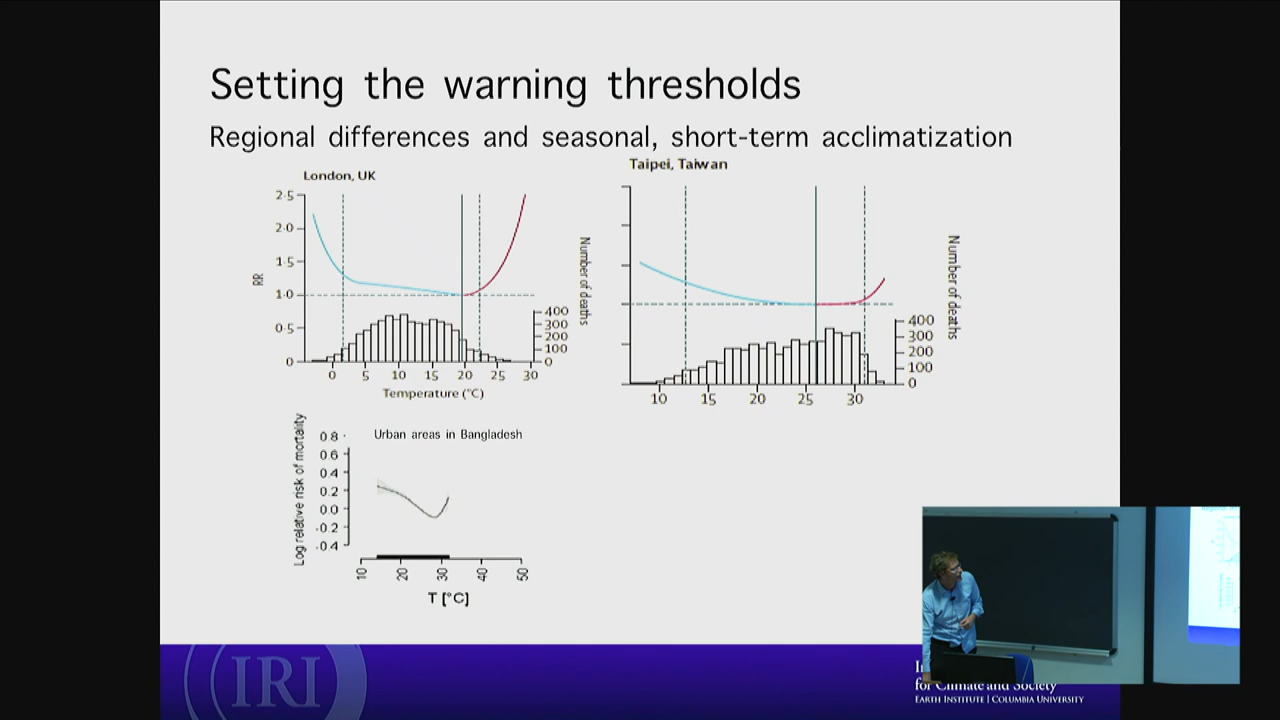 Setting the warning thresholds
Regional differences and seasonal, short-term acclimatization
London, UK
2·5
2·0
1·5
1·0
0·5
0
RR
400
300
200
100
0
Number of deaths
0 5 10 15 20 25 30
Temperature (°C)
Taipei, Taiwan
400
300
200
100
0
Number of deaths
10 15 20 25 30
Urban areas in Bangladesh
Log relative risk of mortality
0.8
0.6
0.4
0.2
0.0
-0.2
-0.4
10 20 30 40 50
T [°C]
IRI
for Climate and Society
EARTH INSTITUTE | COLUMBIA UNIVERSITY